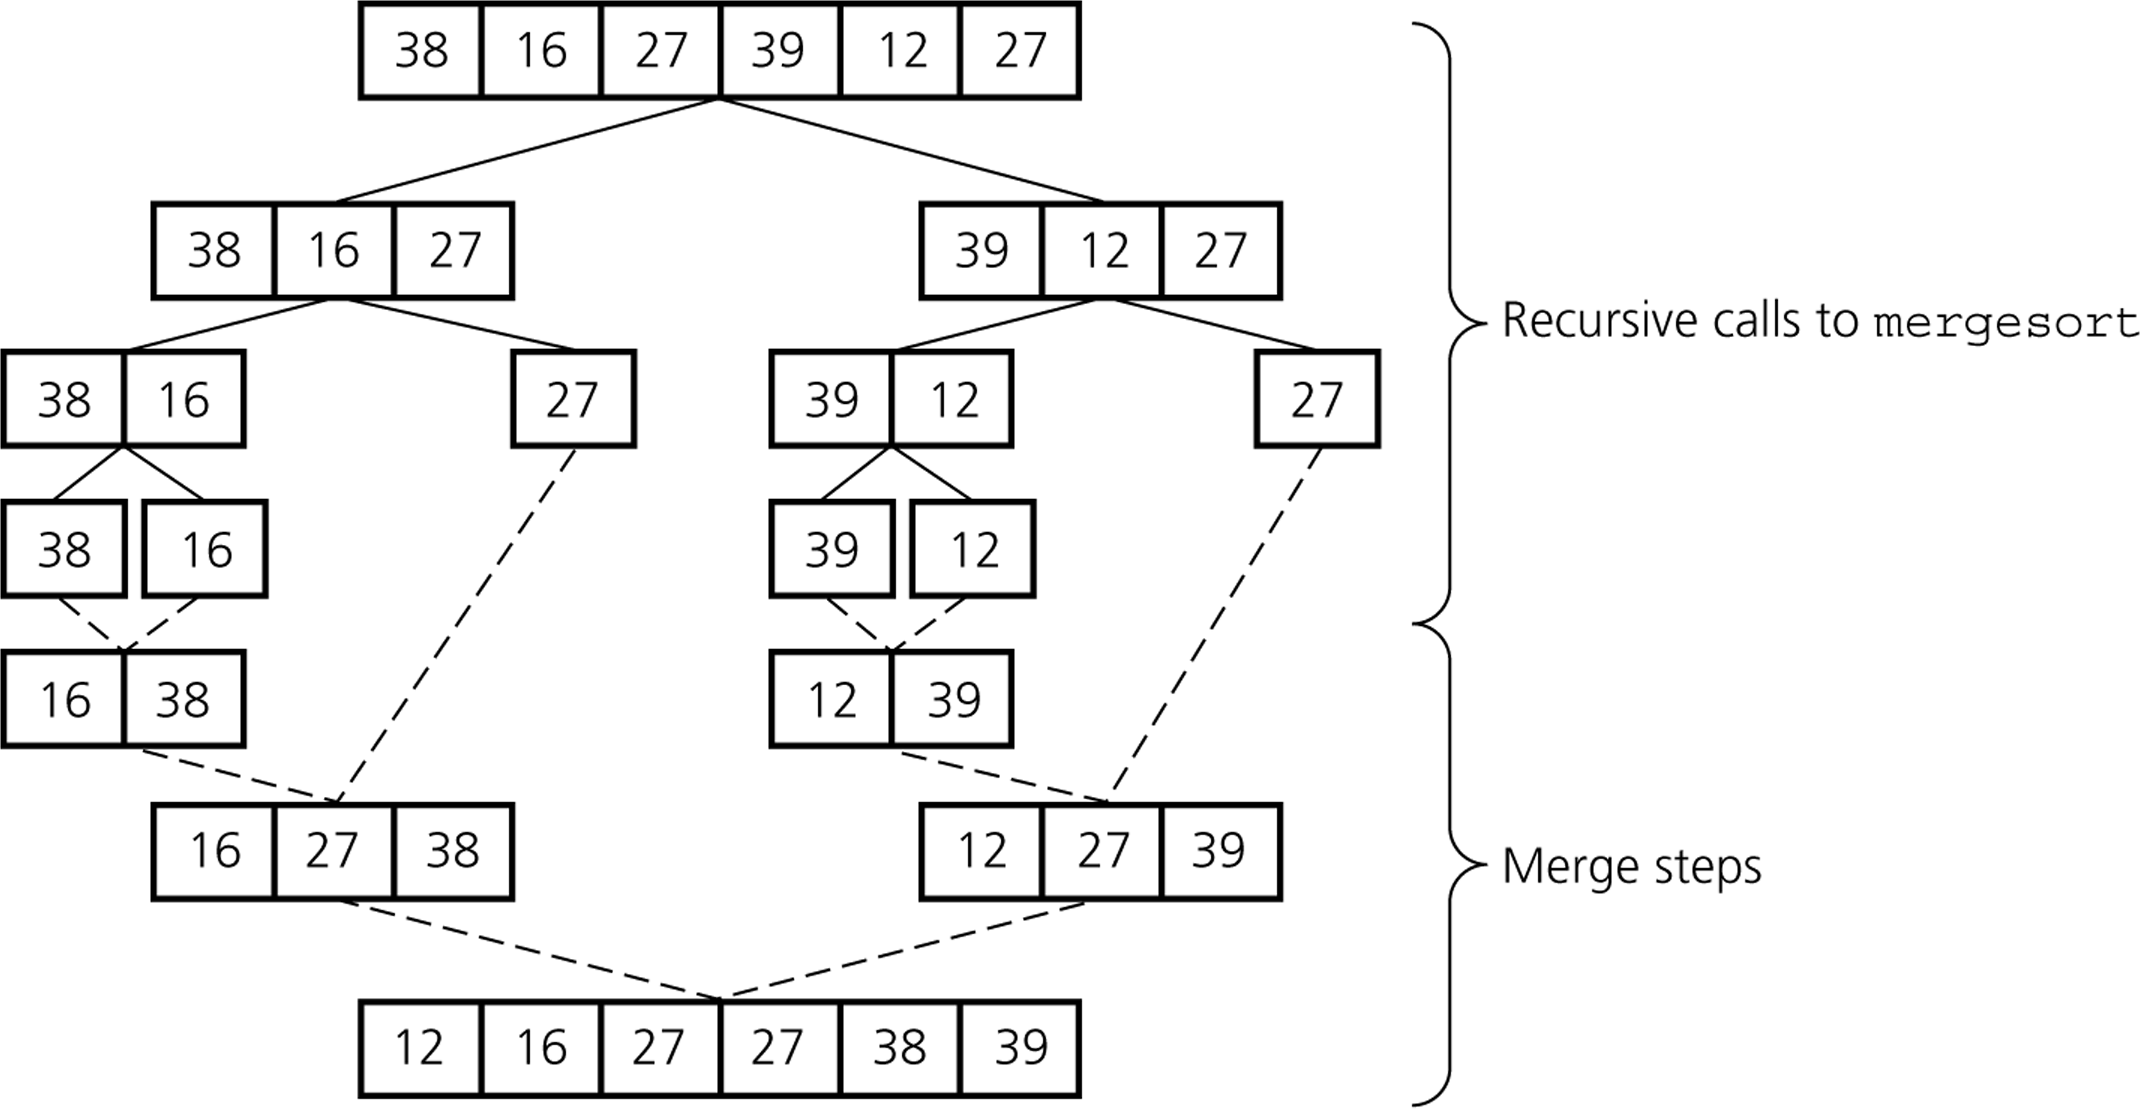 38 16 27 39 12 27
38 16 27 39 12 27
Recursive calls to mergesort
38 16 27 39 12 27
38 16 39 12
16 38 12 39
16 27 38 12 27 39
Merge steps
12 16 27 27 38 39